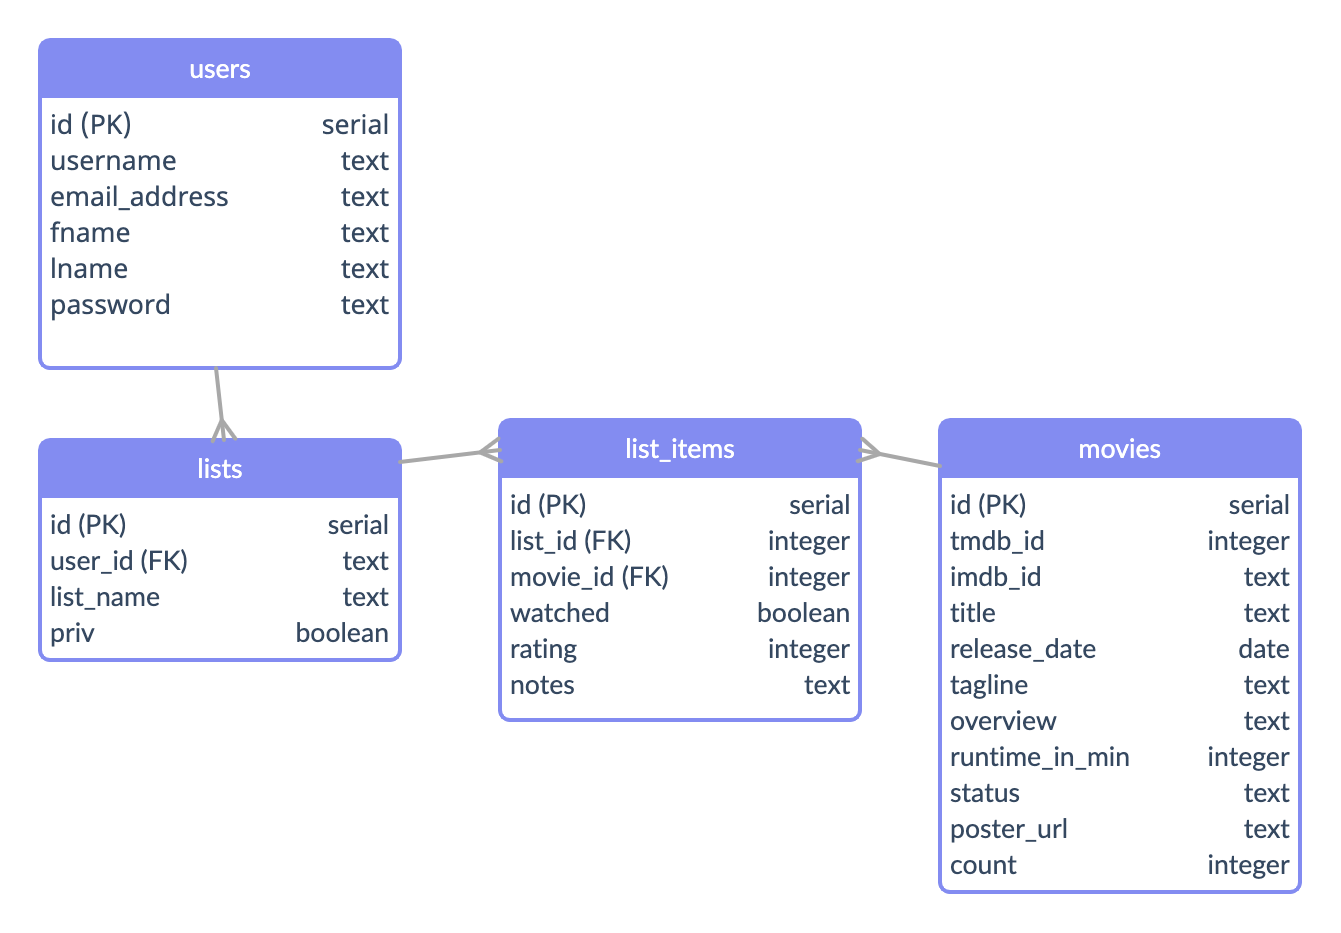 users
id (PK) serial
username text
email_address text
fname text
lname text
password text
lists
id (PK) serial
user_id (FK) text
list_name text
priv boolean
list_items
id (PK) serial
list_id (FK) integer
movie_id (FK) integer
watched boolean
rating integer
notes text
movies
id (PK) serial
tmdb_id integer
imdb_id text
title text
release_date date
tagline text
overview text
runtime_in_min integer
status text
poster_url text
count integer